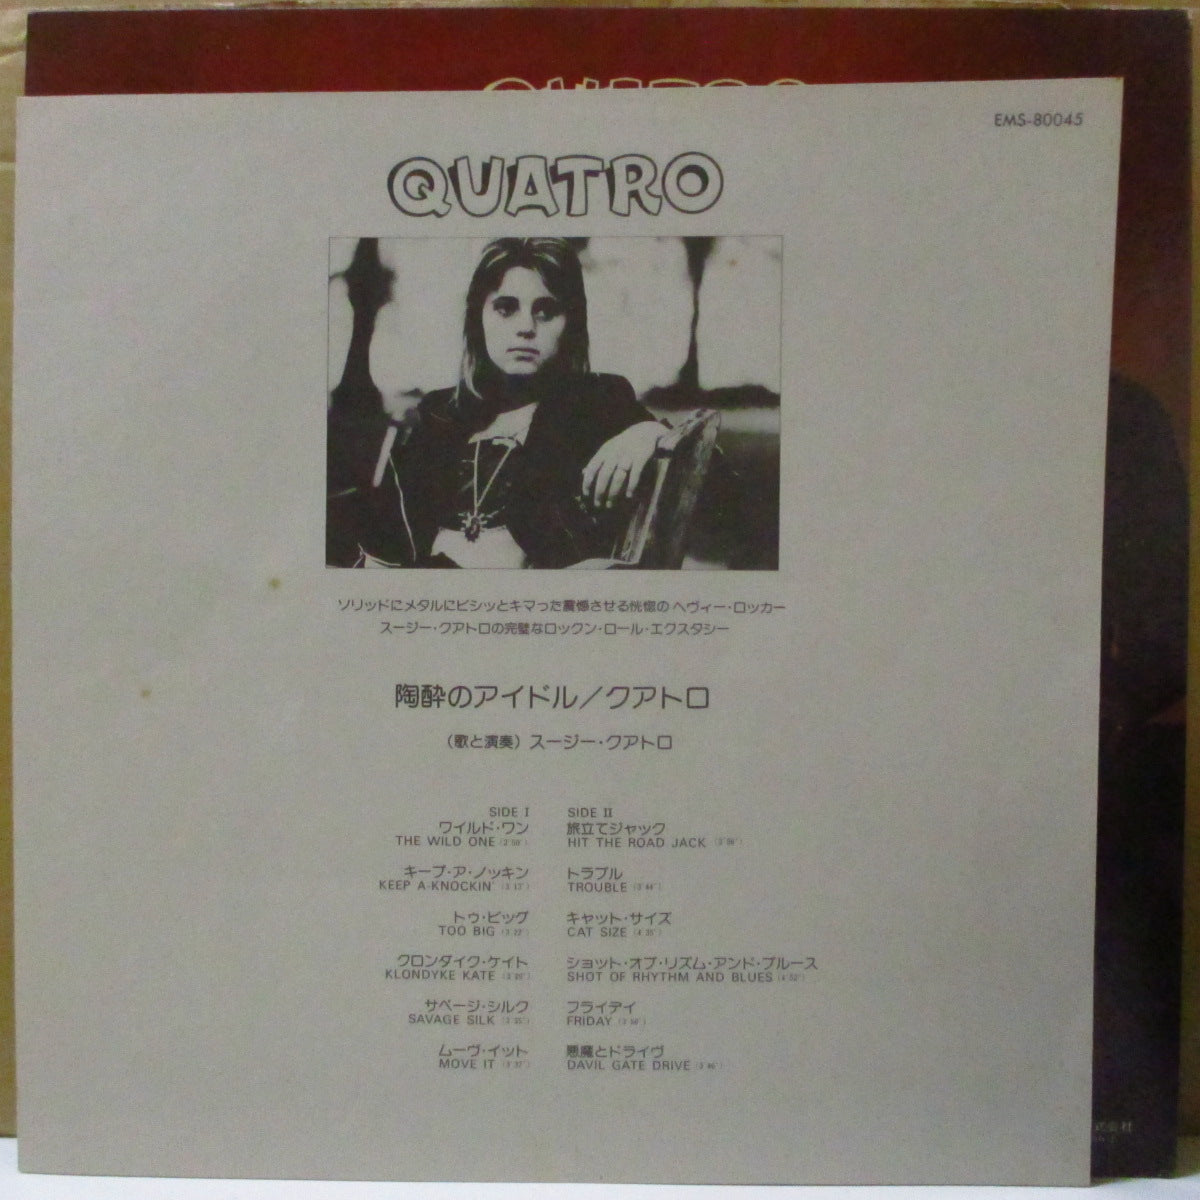 EMS-80045
QUATRO
ソリッドにメタルにビシッとキマった震憾させる恍惚のヘヴィー・ロッカー
スージー・クアトロの完璧なロックン・ロール・エクスタシー
陶酔のアイドル／クアトロ
（歌と演奏）スージー・クアトロ
SIDE I
ワイルド・ワン
THE WILD ONE
キープ・ア・ノッキン
KEEP A-KNOCKIN'
トゥ・ビッグ
TOO BIG
クロンダイク・ケイト
KLONDYKE KATE
サベージ・シルク
SAVAGE SILK
ムーヴ・イット
MOVE IT
SIDE II
旅立てジャック
HIT THE ROAD JACK
トラブル
TROUBLE
キャット・サイズ
CAT SIZE
ショット・オブ・リズム・アンド・ブルース
SHOT OF RHYTHM AND BLUES
フライデイ
FRIDAY
悪魔とドライヴ
DAVIL GATE DRIVE
式会社